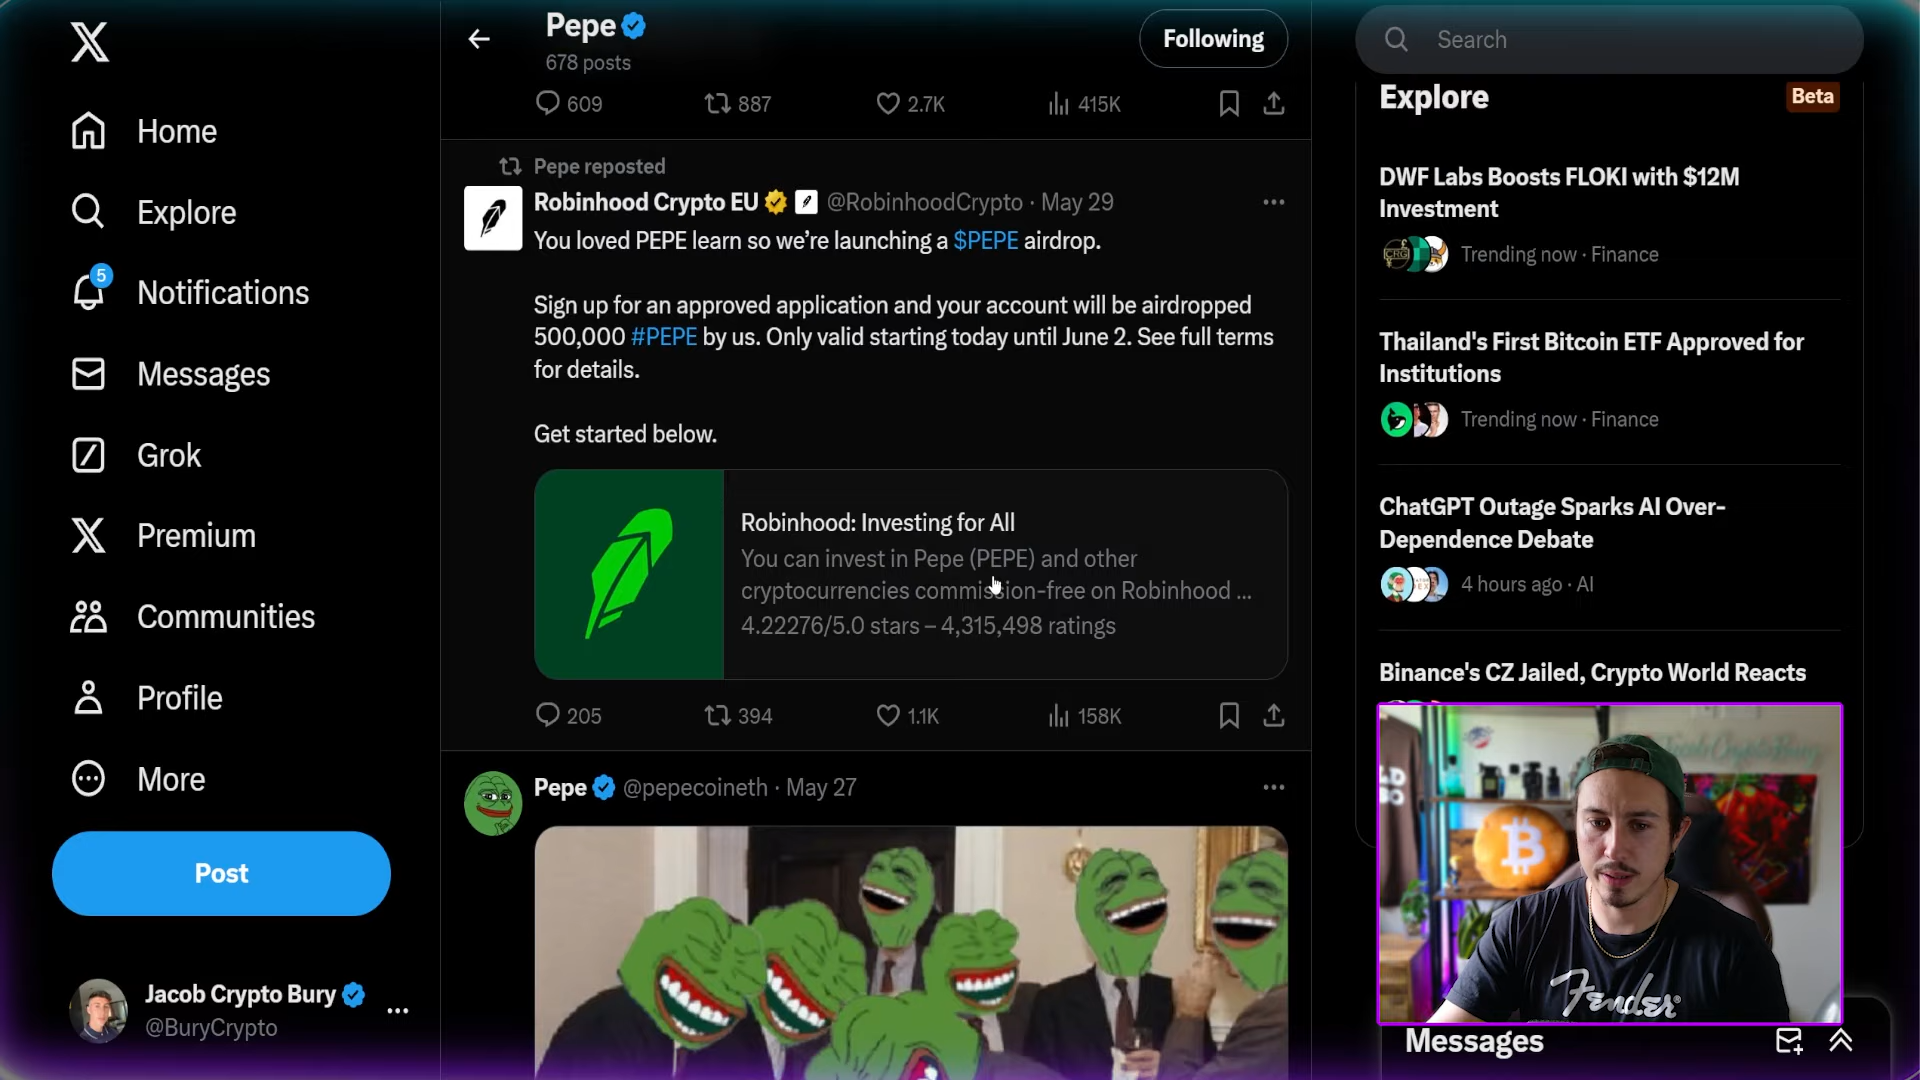 Home
Explore
5
Notifications
Messages
Grok
Premium
Communities
Profile
More
Post
Jacob Crypto Bury
@BuryCrypto
Pepe
678 posts
Following
609 887 2.7K 415K
Pepe reposted
Robinhood Crypto EU @RobinhoodCrypto · May 29
You loved PEPE learn so we’re launching a $PEPE airdrop.
Sign up for an approved application and your account will be airdropped
500,000 #PEPE by us. Only valid starting today until June 2. See full terms
for details.
Get started below.
Robinhood: Investing for All
You can invest in Pepe (PEPE) and other
cryptocurrencies commission-free on Robinhood ...
4.22276/5.0 stars – 4,315,498 ratings
205 394 1.1K 158K
Pepe @pepecoineth · May 27
Search
Explore Beta
DWF Labs Boosts FLOKI with $12M
Investment
Trending now · Finance
Thailand's First Bitcoin ETF Approved for
Institutions
Trending now · Finance
ChatGPT Outage Sparks AI Over-
Dependence Debate
4 hours ago · AI
Binance's CZ Jailed, Crypto World Reacts
Fender
Messages